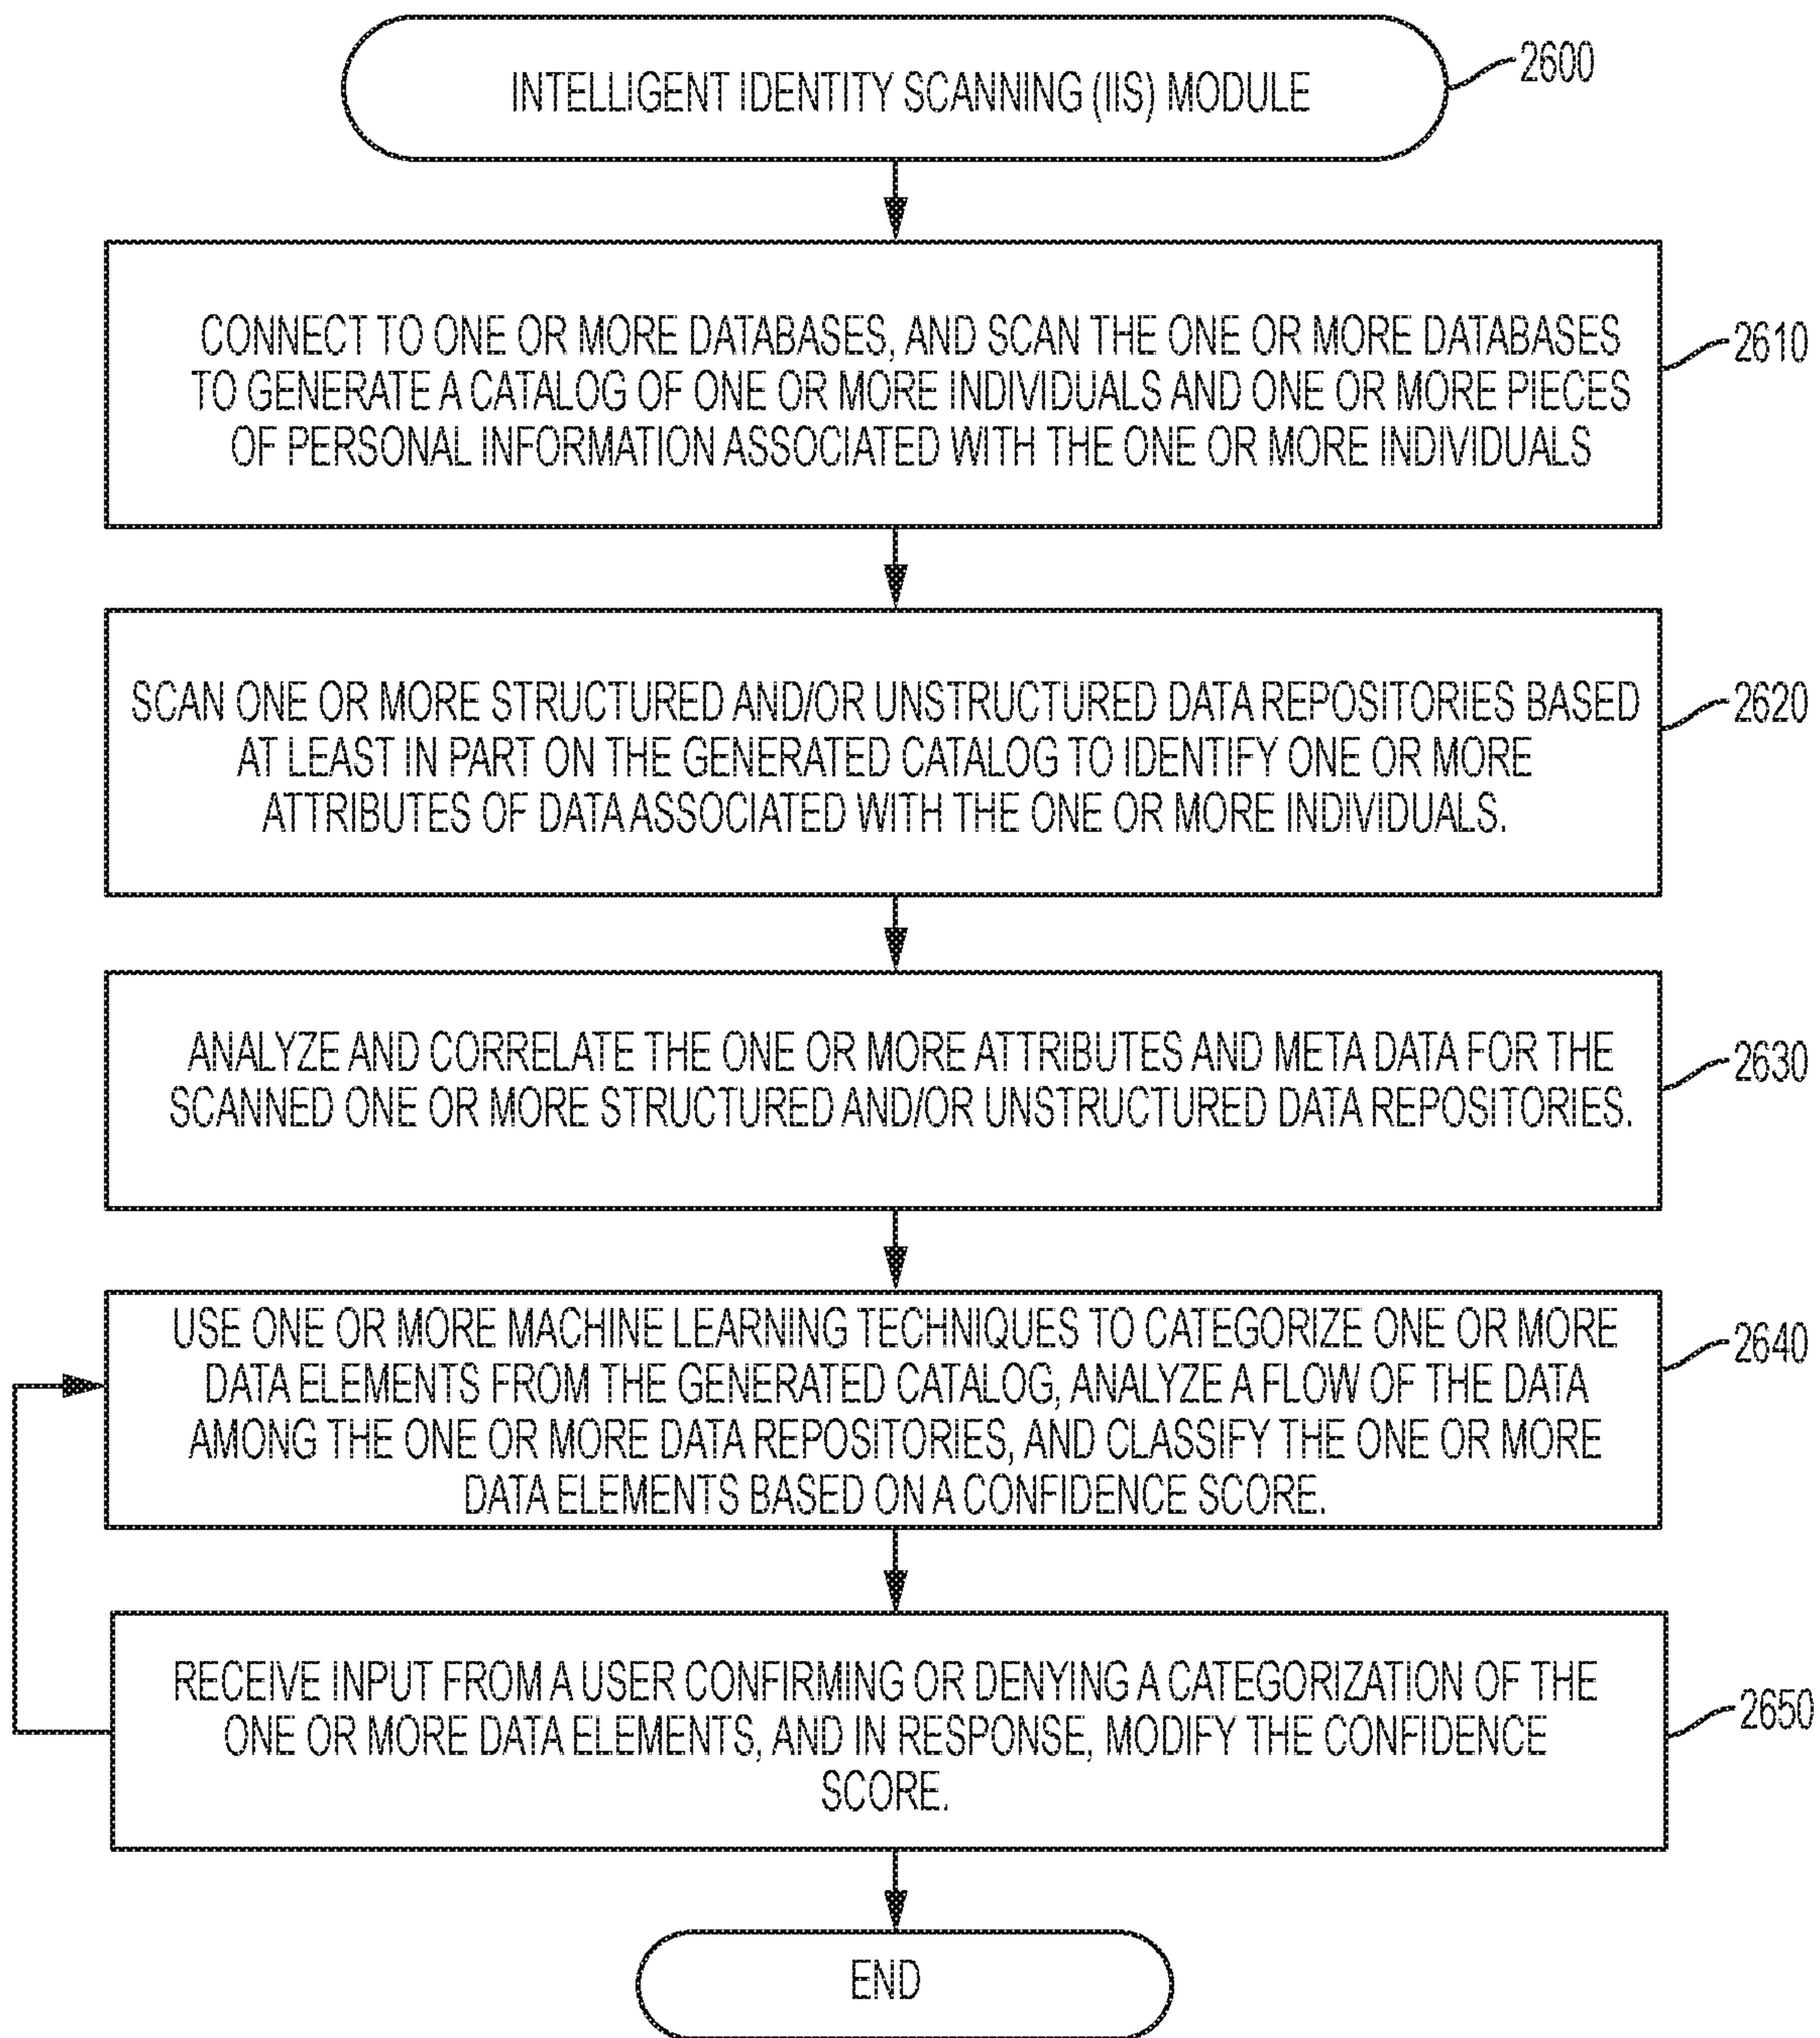 INTELLIGENT IDENTITY SCANNING (IIS) MODULE
2600
CONNECT TO ONE OR MORE DATABASES, AND SCAN THE ONE OR MORE DATABASES
TO GENERATE A CATALOG OF ONE OR MORE INDIVIDUALS AND ONE OR MORE PIECES
OF PERSONAL INFORMATION ASSOCIATED WITH THE ONE OR MORE INDIVIDUALS
2610
SCAN ONE OR MORE STRUCTURED AND/OR UNSTRUCTURED DATA REPOSITORIES BASED
AT LEAST IN PART ON THE GENERATED CATALOG TO IDENTIFY ONE OR MORE
ATTRIBUTES OF DATA ASSOCIATED WITH THE ONE OR MORE INDIVIDUALS.
2620
ANALYZE AND CORRELATE THE ONE OR MORE ATTRIBUTES AND META DATA FOR THE
SCANNED ONE OR MORE STRUCTURED AND/OR UNSTRUCTURED DATA REPOSITORIES.
2630
USE ONE OR MORE MACHINE LEARNING TECHNIQUES TO CATEGORIZE ONE OR MORE
DATA ELEMENTS FROM THE GENERATED CATALOG, ANALYZE A FLOW OF THE DATA
AMONG THE ONE OR MORE DATA REPOSITORIES, AND CLASSIFY THE ONE OR MORE
DATA ELEMENTS BASED ON A CONFIDENCE SCORE.
2640
RECEIVE INPUT FROM A USER CONFIRMING OR DENYING A CATEGORIZATION OF THE
ONE OR MORE DATA ELEMENTS, AND IN RESPONSE, MODIFY THE CONFIDENCE
SCORE.
2650
END